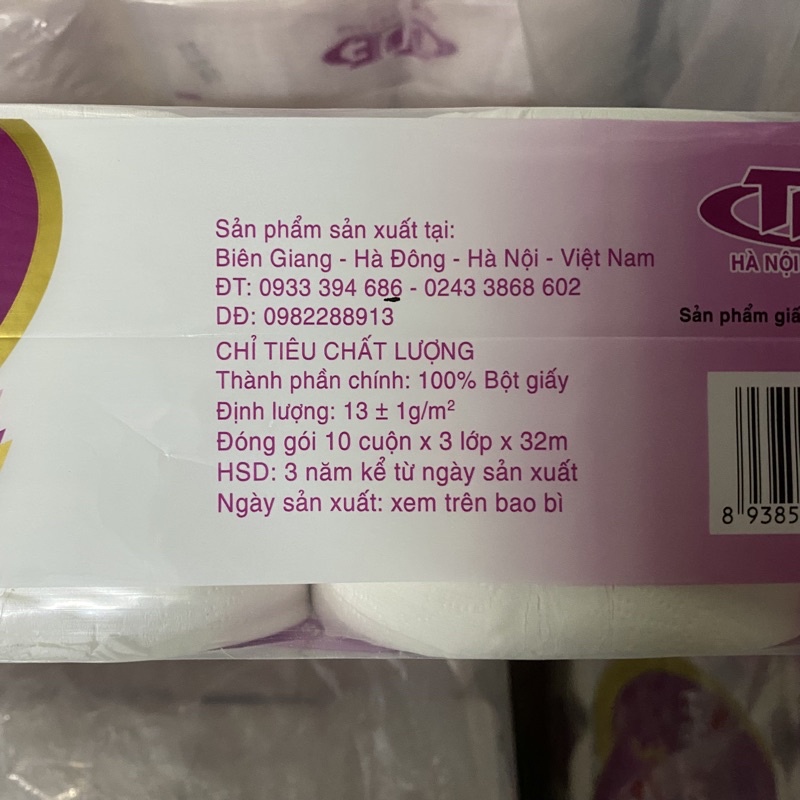 Sản phẩm sản xuất tại:
Biên Giang - Hà Đông - Hà Nội - Việt Nam
ĐT: 0933 394 686 - 0243 3868 602
DĐ: 0982288913
CHỈ TIÊU CHẤT LƯỢNG
Thành phần chính: 100% Bột giấy
Định lượng: 13 ± 1g/m²
Đóng gói 10 cuộn x 3 lớp x 32m
HSD: 3 năm kể từ ngày sản xuất
Ngày sản xuất: xem trên bao bì
HÀ NỘI
Sản phẩm giấ
8 9385